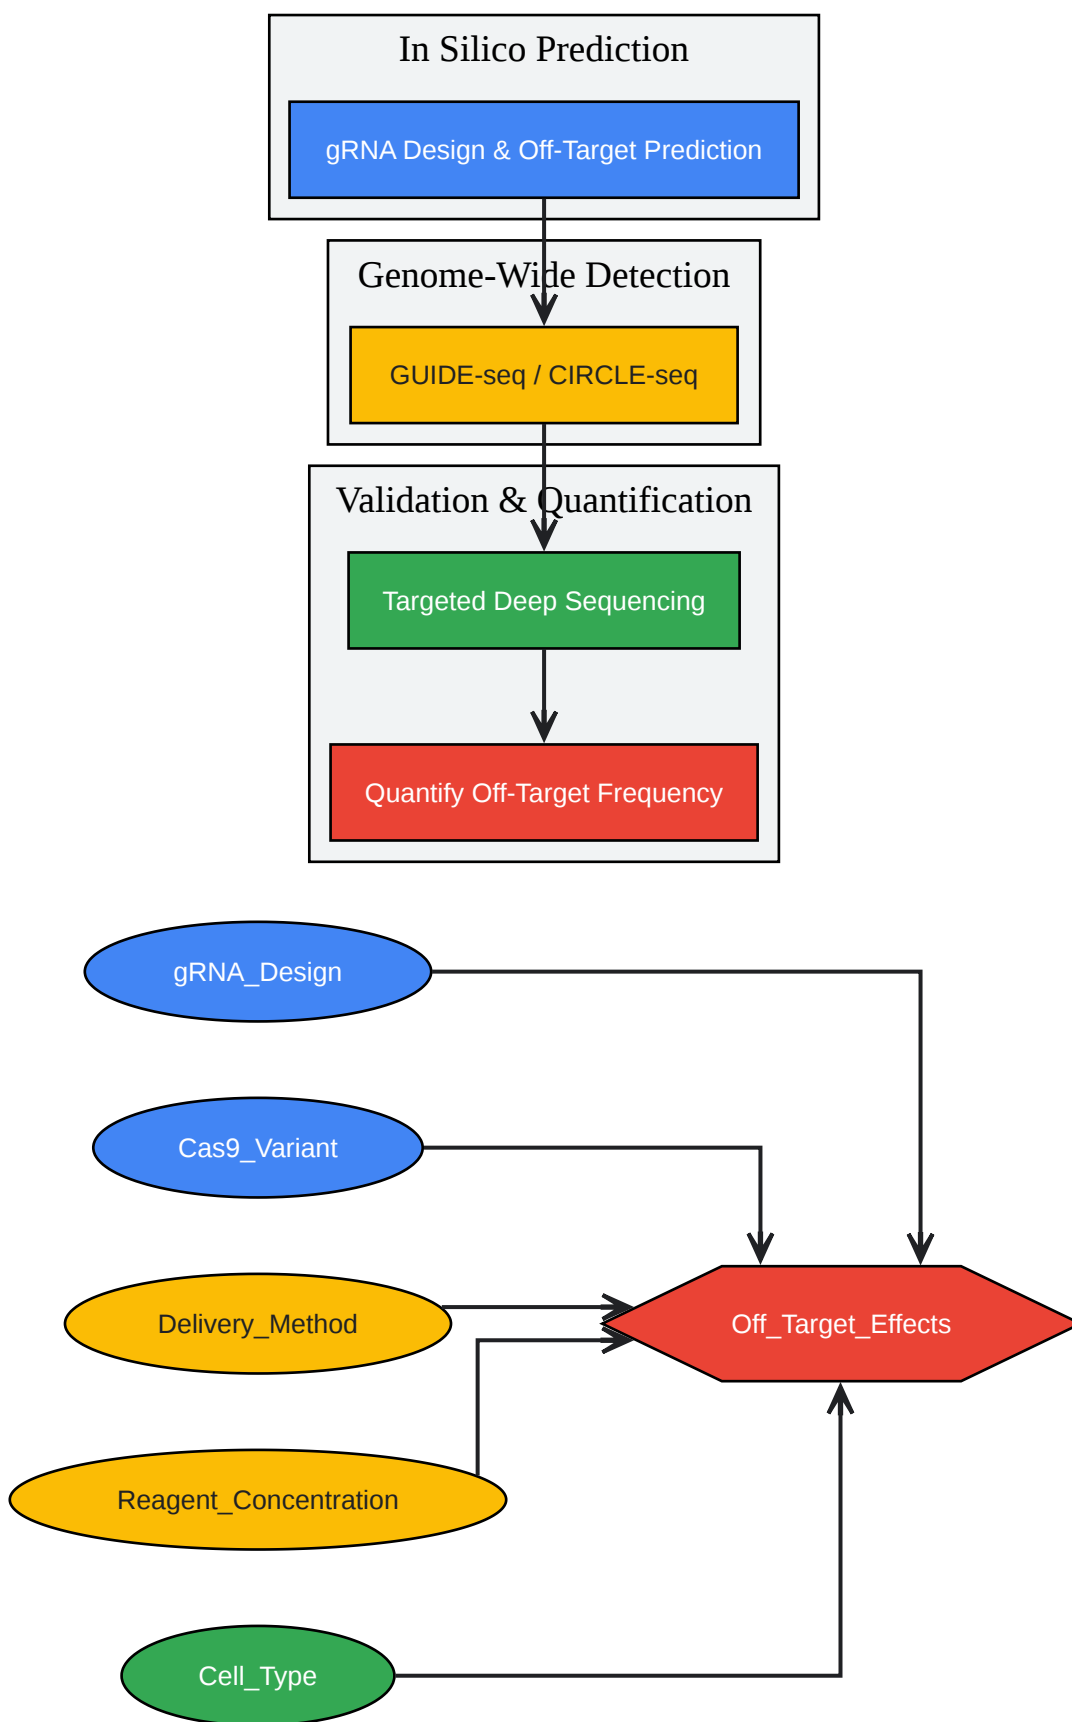 In Silico Prediction
gRNA Design & Off-Target Prediction
Genome-Wide Detection
GUIDE-seq / CIRCLE-seq
Validation & Quantification
Targeted Deep Sequencing
Quantify Off-Target Frequency
gRNA_Design
Cas9_Variant
Delivery_Method
Off_Target_Effects
Reagent_Concentration
Cell_Type